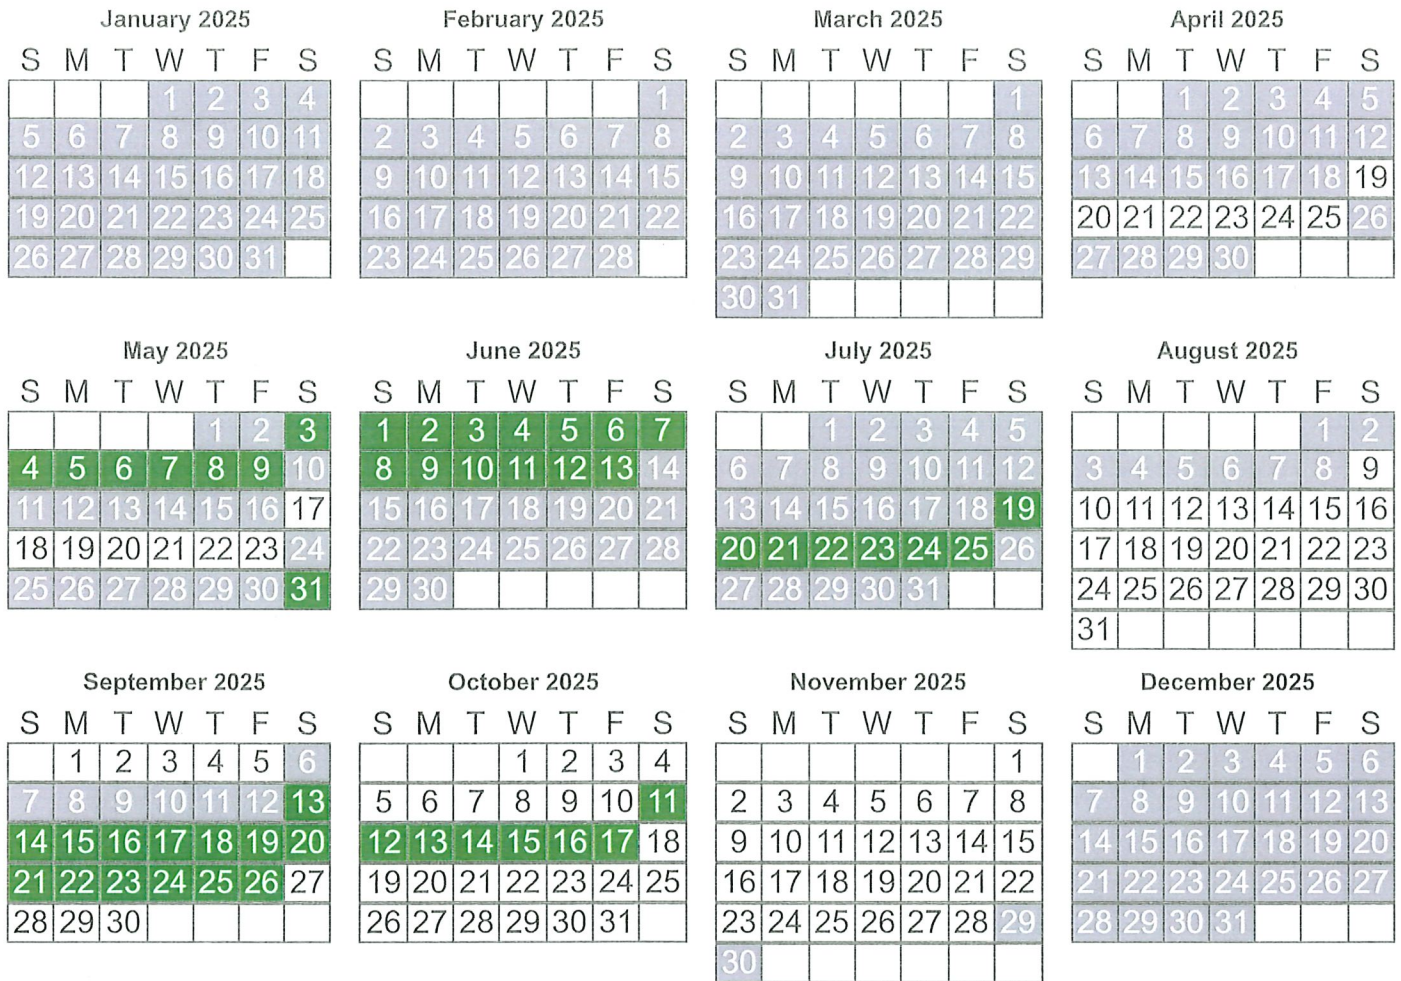 January 2025 February 2025 March 2025 April 2025
S M T W T F S S M T W T F S S M T W T F S S M T W T F S
1 2 3 4 1 1 1 2 3 4 5
5 6 7 8 9 10 11 2 3 4 5 6 7 8 2 3 4 5 6 7 8 6 7 8 9 10 11 12
12 13 14 15 16 17 18 9 10 11 12 13 14 15 9 10 11 12 13 14 15 13 14 15 16 17 18 19
19 20 21 22 23 24 25 16 17 18 19 20 21 22 16 17 18 19 20 21 22 20 21 22 23 24 25 26
26 27 28 29 30 31 23 24 25 26 27 28 23 24 25 26 27 28 29 27 28 29 30
30 31
May 2025 June 2025 July 2025 August 2025
S M T W T F S S M T W T F S S M T W T F S S M T W T F S
1 2 3 1 2 3 4 5 6 7 1 2 3 4 5 1 2
4 5 6 7 8 9 10 8 9 10 11 12 13 14 6 7 8 9 10 11 12 3 4 5 6 7 8 9
11 12 13 14 15 16 17 15 16 17 18 19 20 21 13 14 15 16 17 18 19 10 11 12 13 14 15 16
18 19 20 21 22 23 24 22 23 24 25 26 27 28 20 21 22 23 24 25 26 17 18 19 20 21 22 23
25 26 27 28 29 30 31 29 30 27 28 29 30 31 24 25 26 27 28 29 30
31
September 2025 October 2025 November 2025 December 2025
S M T W T F S S M T W T F S S M T W T F S S M T W T F S
1 2 3 4 5 6 1 2 3 4 1 1 2 3 4 5 6
7 8 9 10 11 12 13 5 6 7 8 9 10 11 2 3 4 5 6 7 8 7 8 9 10 11 12 13
14 15 16 17 18 19 20 12 13 14 15 16 17 18 9 10 11 12 13 14 15 14 15 16 17 18 19 20
21 22 23 24 25 26 27 19 20 21 22 23 24 25 16 17 18 19 20 21 22 21 22 23 24 25 26 27
28 29 30 26 27 28 29 30 31 23 24 25 26 27 28 29 28 29 30 31
30